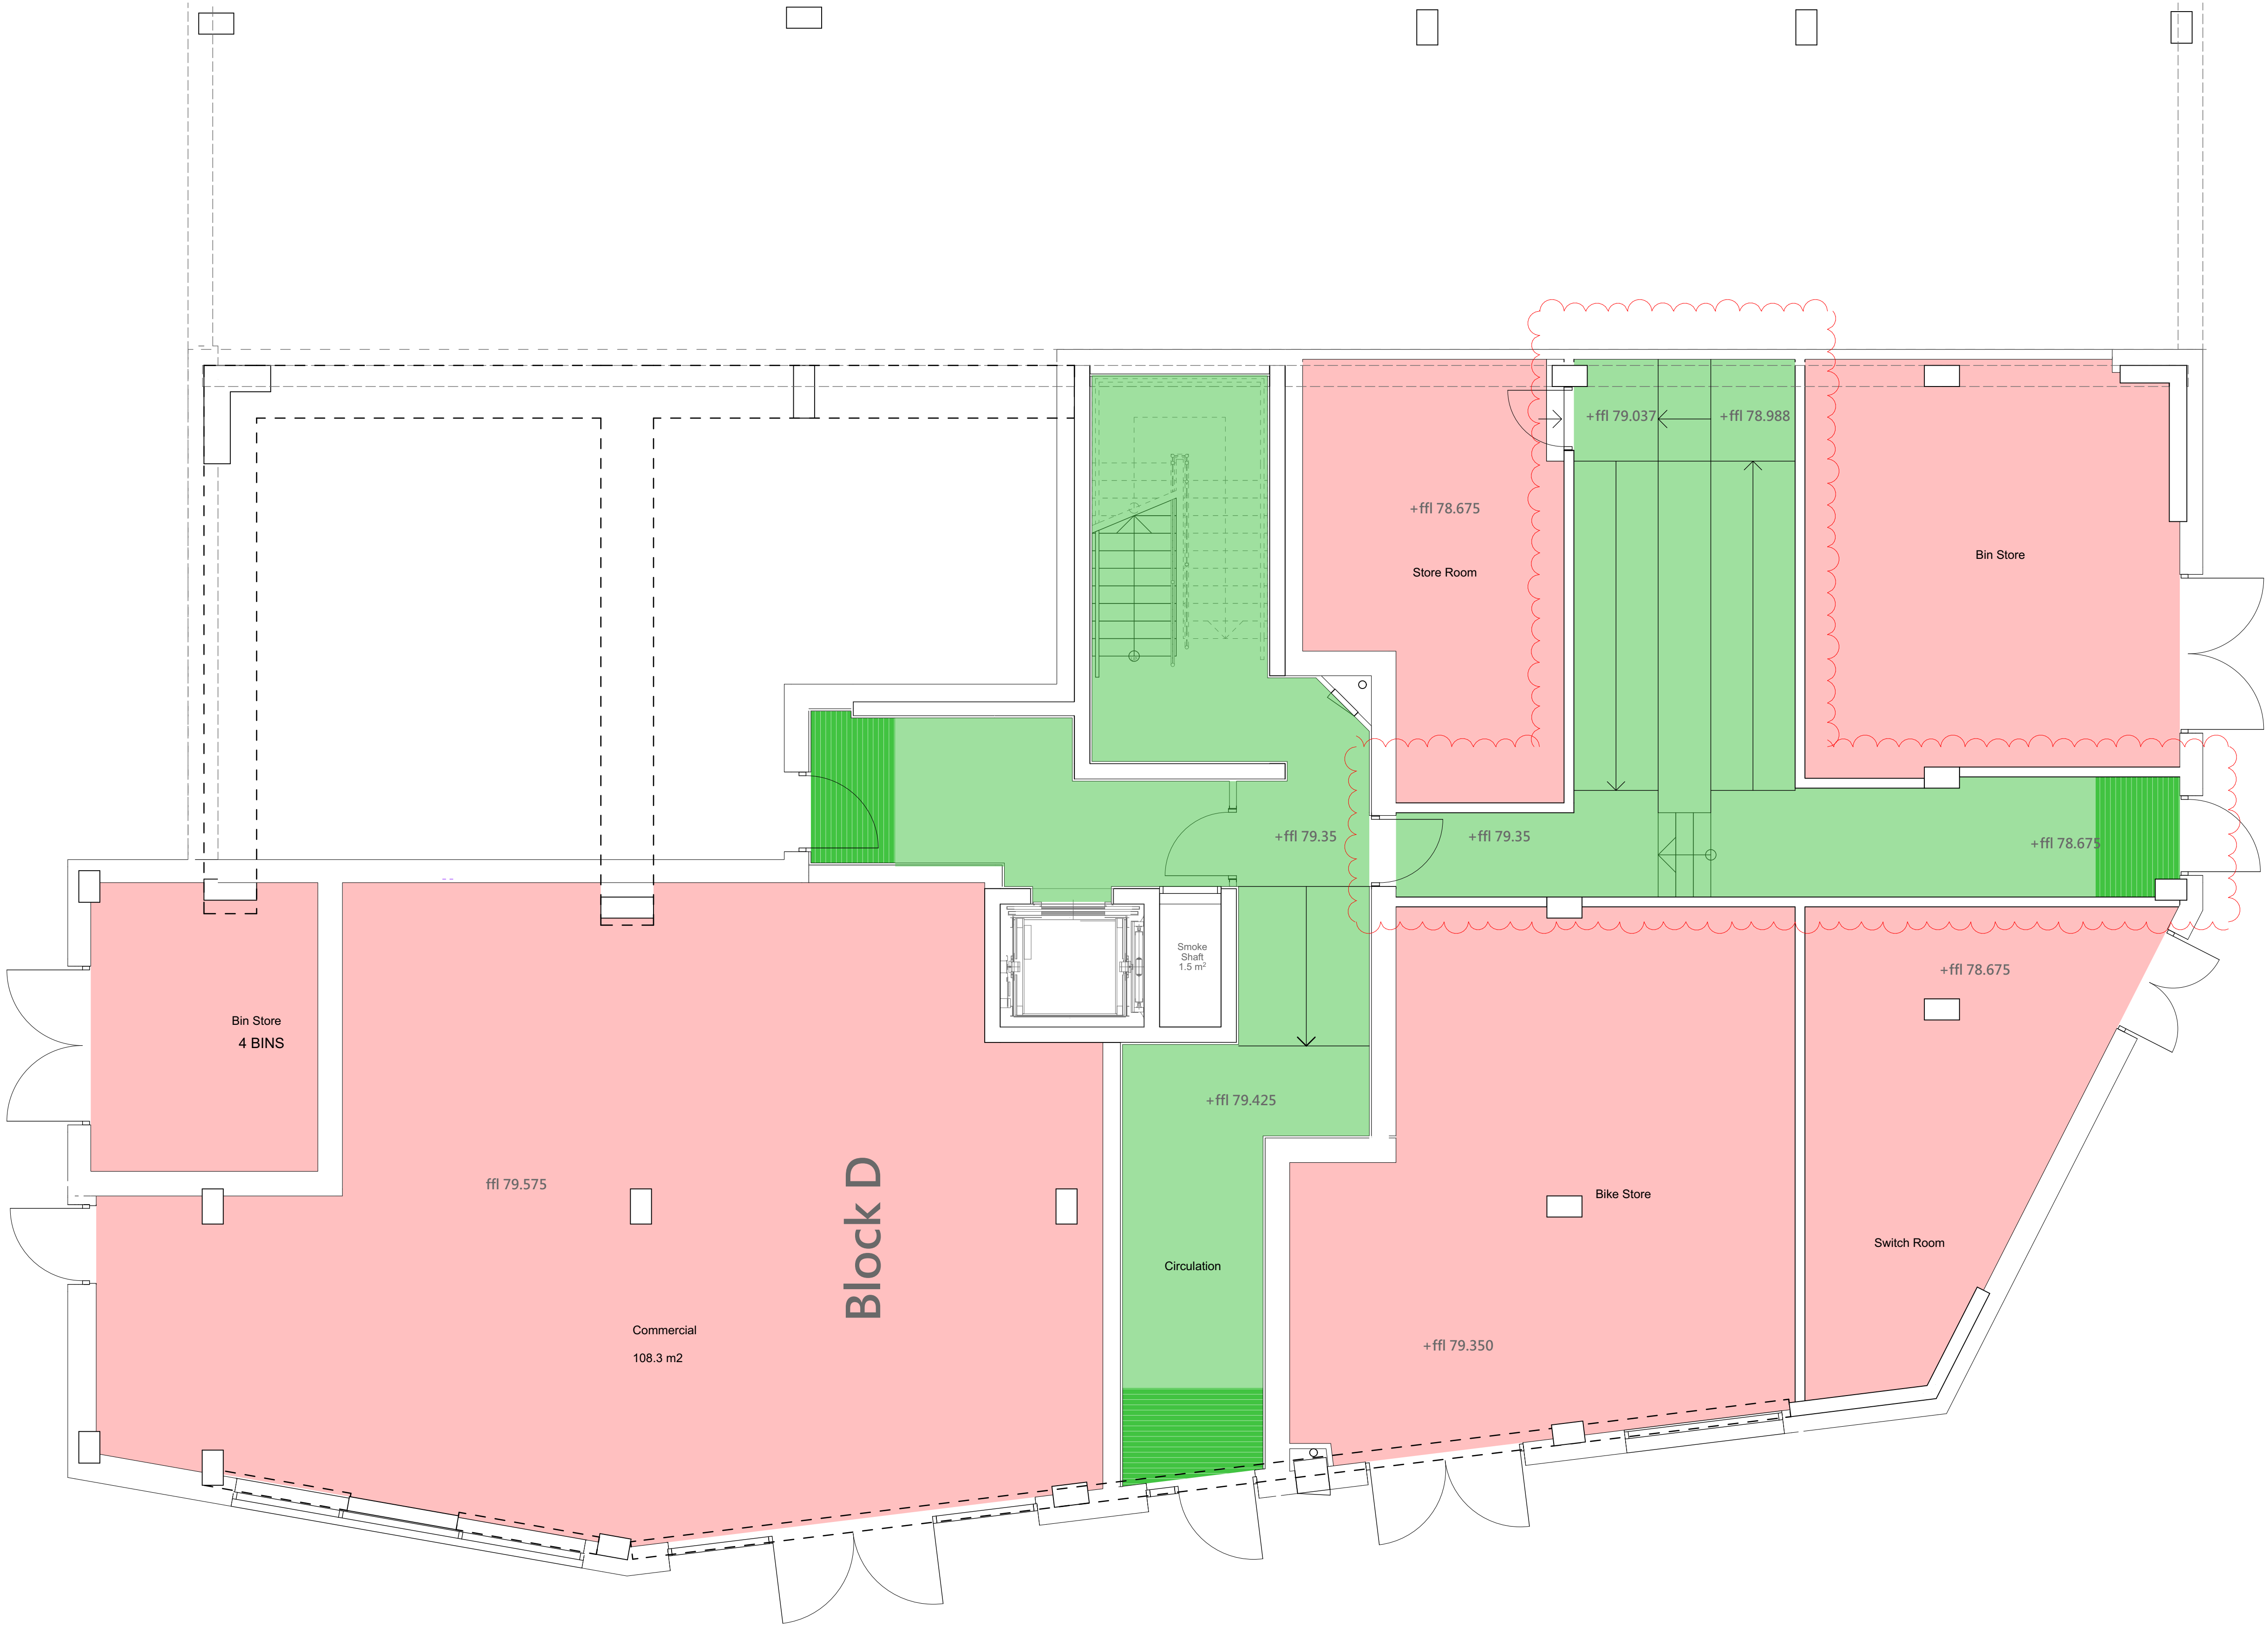 +ffl 79.037
+ffl 78.988
+ffl 78.675
Store Room
Bin Store
+ffl 79.35
+ffl 79.35
+ffl 78.675
Smoke
Shaft
1.5 m²
+ffl 78.675
Bin Store
4 BINS
+ffl 79.425
ffl 79.575
Block D
Bike Store
Switch Room
Circulation
Commercial
108.3 m2
+ffl 79.350